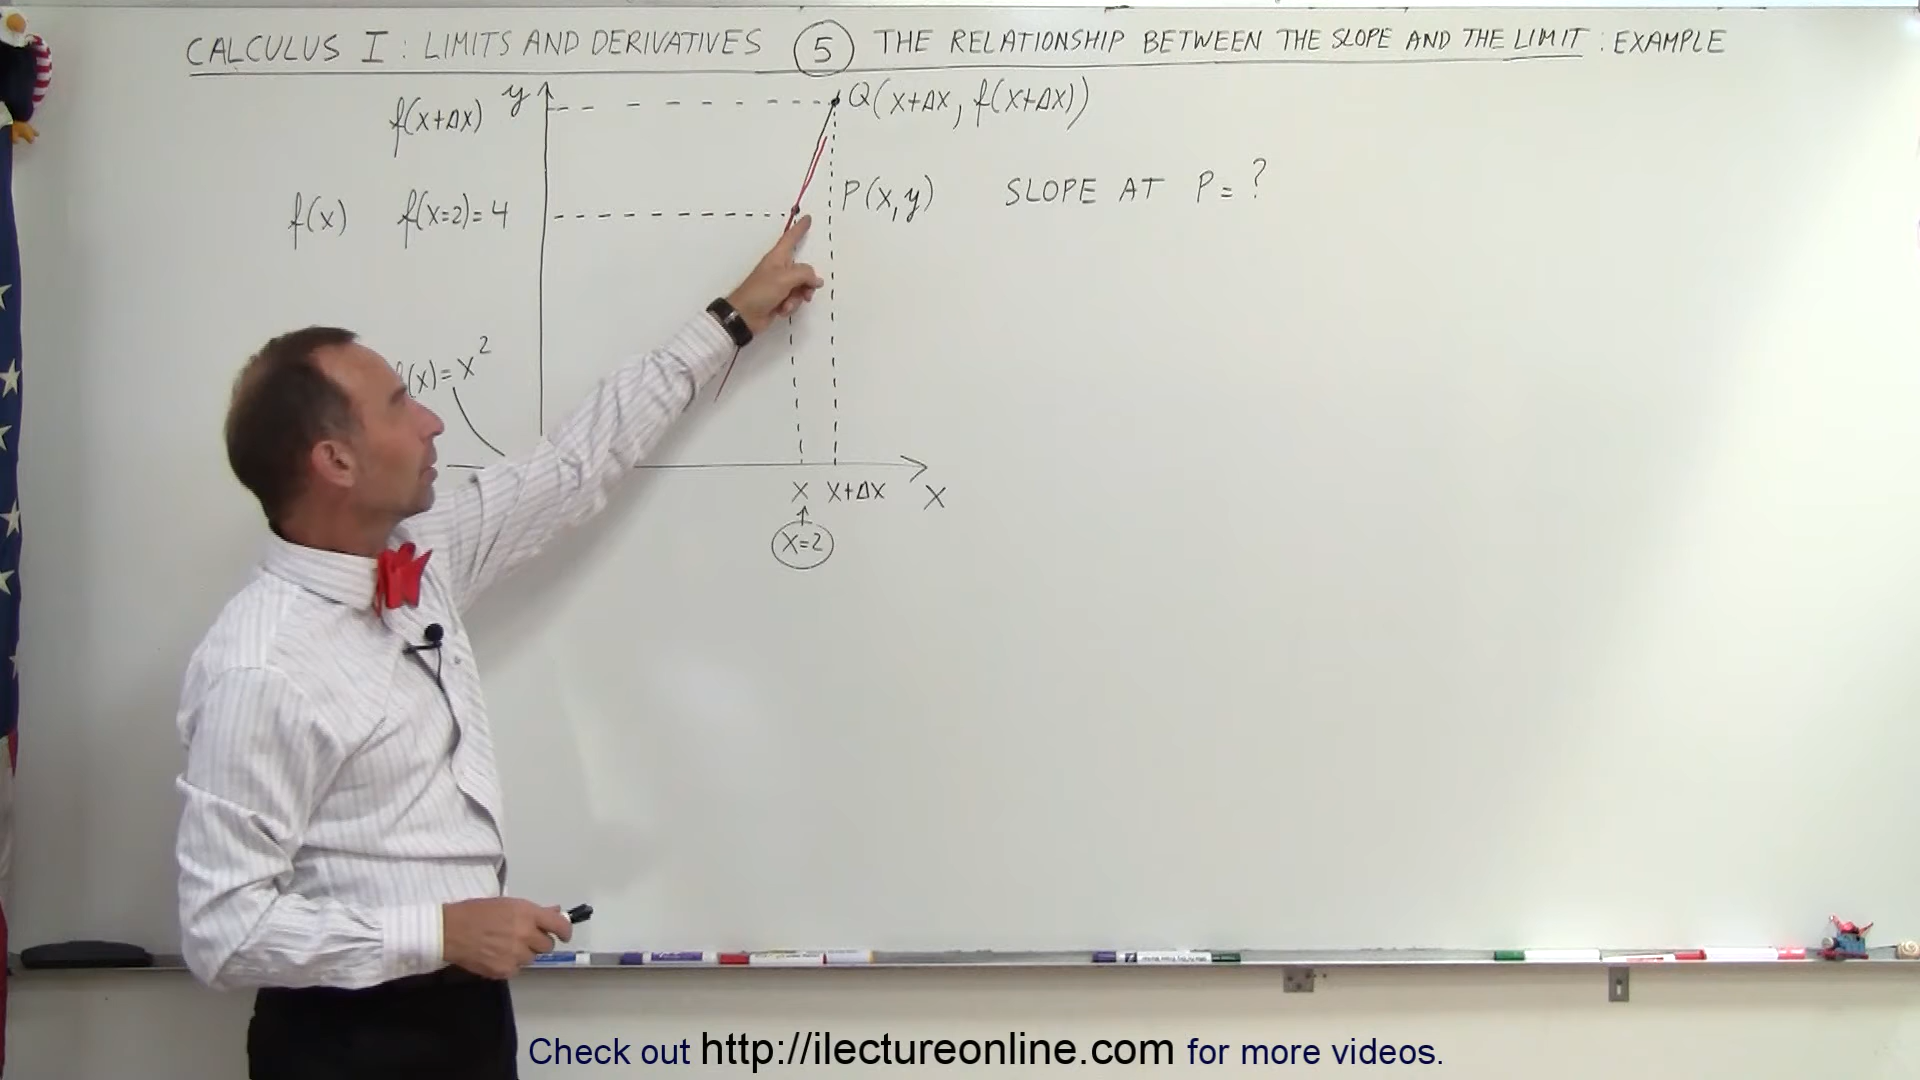 CALCULUS I : LIMITS AND DERIVATIVES 5 THE RELATIONSHIP BETWEEN THE SLOPE AND THE LIMIT : EXAMPLE
f(x+Δx) y Q(x+Δx, f(x+Δx))
P(x,y) SLOPE AT P = ?
f(x) f(x=2)=4
(x)=x²
x x+Δx x
x=2
Check out http://ilectureonline.com for more videos.